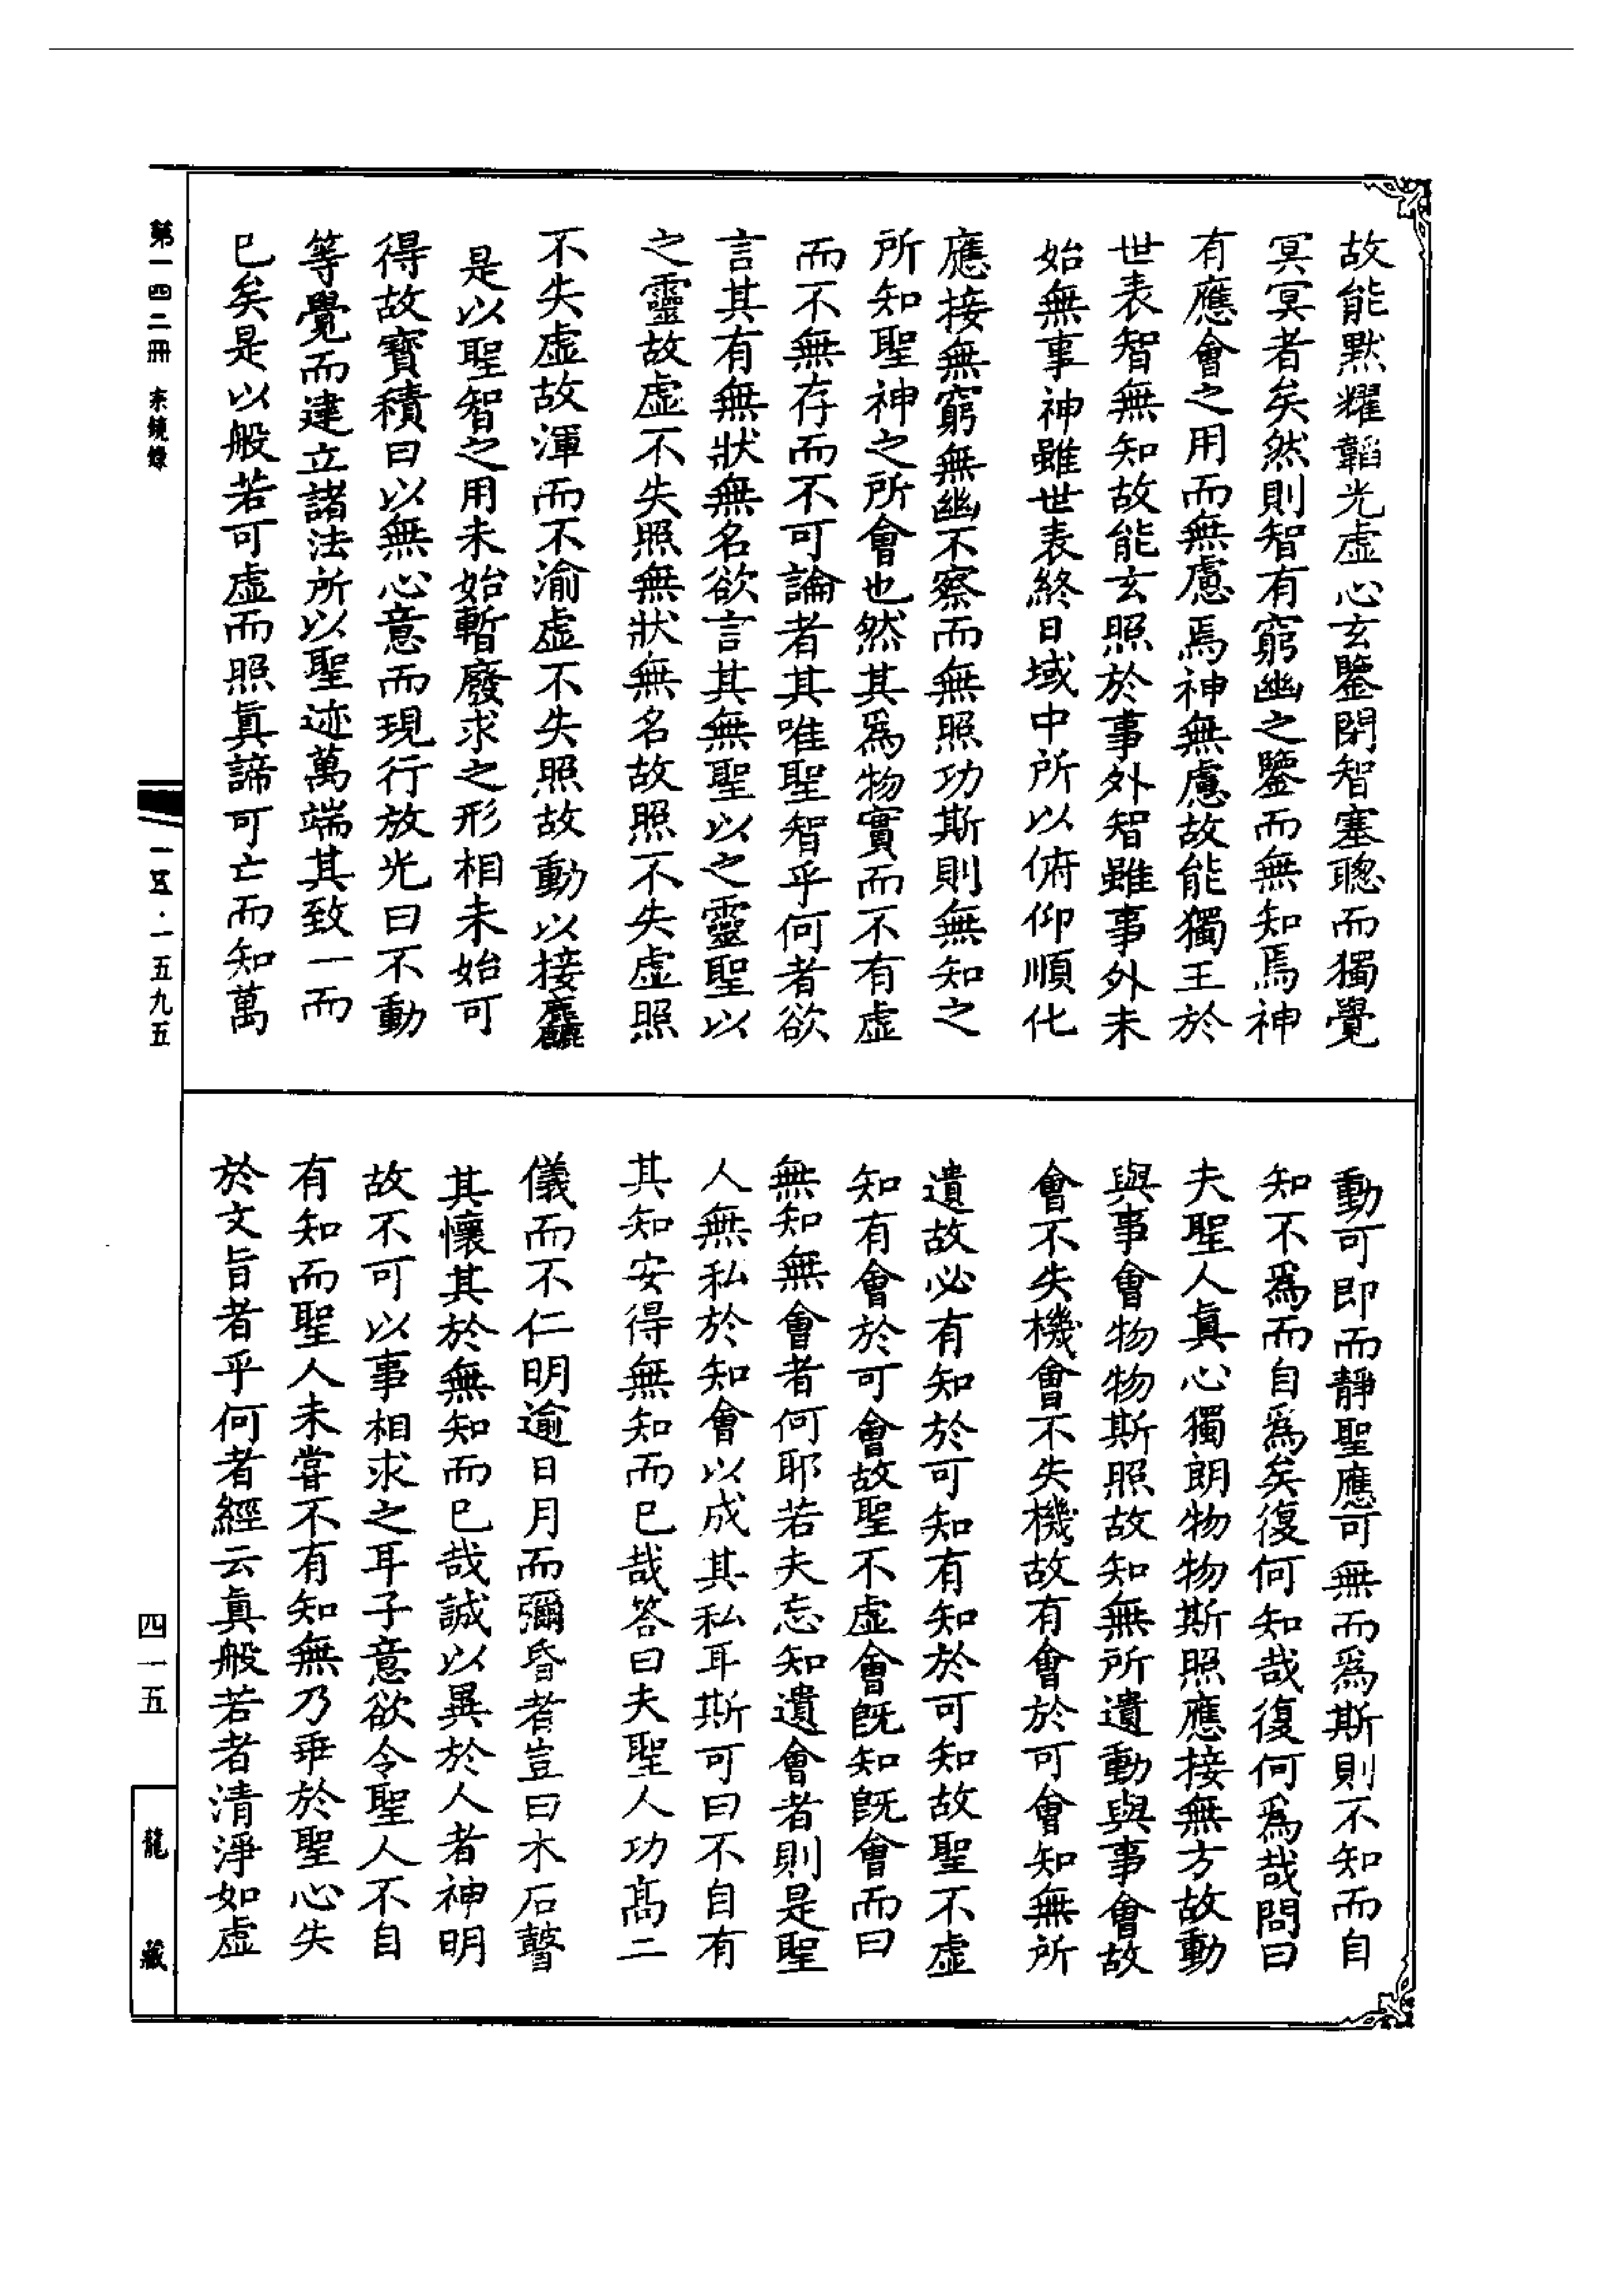 故能默耀韜光虛心玄鑒閉智塞聰而獨覺
冥冥者矣然則智有窮幽之鑒而無知焉神
有應會之用而無慮焉神無慮故能獨王於
世表智無知故能玄照於事外智雖事外未
始無事神雖世表終日域中所以俯仰順化
應接無窮無幽不察而無照功斯則無知之
所知聖神之所會也然其爲物實而不有虛
而不無存而不可論者其唯聖智乎何者欲
言其有無狀無名欲言其無聖以之靈聖以
之靈故虛不失照無狀無名故照不失虛照
不失虛故渾而不渝虛不失照故動以接麤
是以聖智之用未始暫廢求之形相未始可
得故寶積曰以無心意而現行放光曰不動
等覺而建立諸法所以聖迹萬端其致一而
已矣是以般若可虛而照眞諦可亡而知萬
動可即而靜聖應可無而爲斯則不知而自
知不爲而自爲矣復何知哉復何爲哉問曰
夫聖人眞心獨朗物物斯照應接無方故動
與事會物物斯照故知無所遺動與事會故
會不失機會不失機故有會於可會知無所
遺故必有知於可知有知於可知故聖不虛
知有會於可會故聖不虛會旣知旣會而曰
無知無會者何耶若夫忘知遺會者則是聖
人無私於知會以成其私耳斯可曰不自有
其知安得無知而已哉答曰夫聖人功高二
儀而不仁明逾日月而彌昏者豈曰木石瞽
其懷其於無知而已哉誠以異於人者神明
故不可以事相求之耳子意欲令聖人不自
有知而聖人未嘗不有知無乃乖於聖心失
於文旨者乎何者經云眞般若者清淨如虛
第一四二冊 宗鏡錄
一五·一五九五
四一五
龍藏